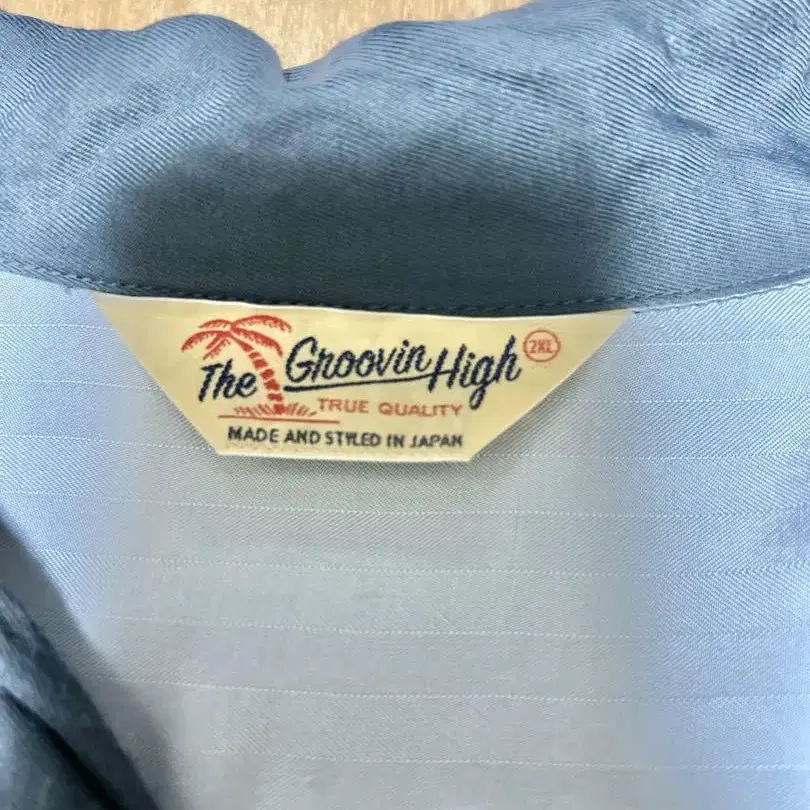 The Groovin High 2XL
TRUE QUALITY
MADE AND STYLED IN JAPAN